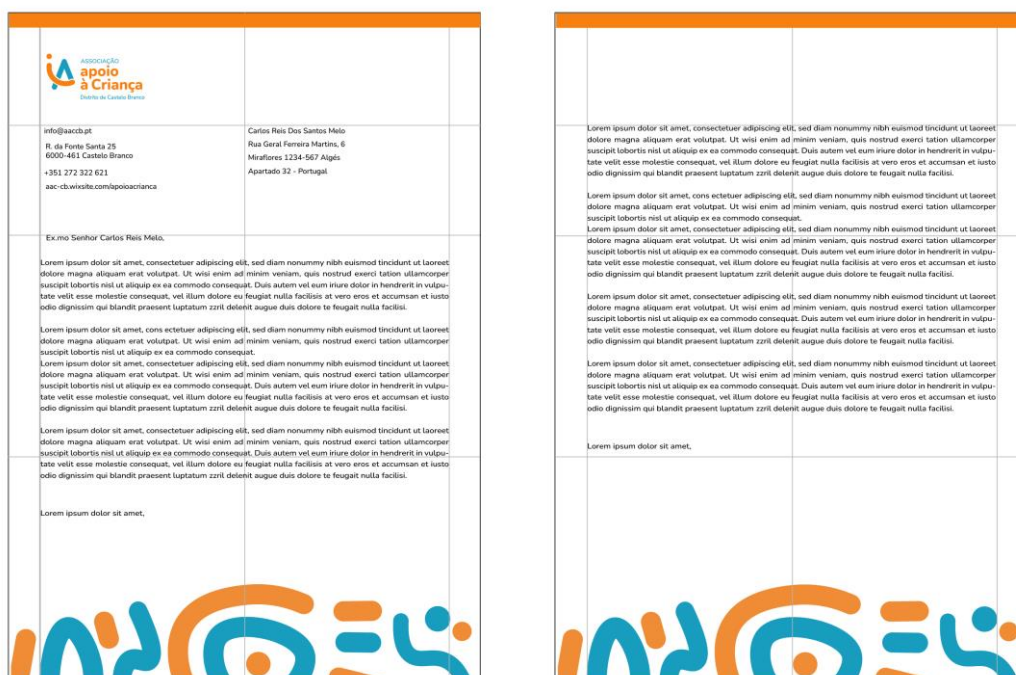 ASSOCIAÇÃO
apoio
à Criança
Distrito de Castelo Branco
info@aaccb.pt
R. da Fonte Santa 25
6000-461 Castelo Branco
+351 272 322 621
aac-cb.wixsite.com/apoioacrianca
Carlos Reis Dos Santos Melo
Rua Geral Ferreira Martins, 6
Miraflores 1234-567 Algés
Apartado 32 - Portugal
Ex.mo Senhor Carlos Reis Melo,
Lorem ipsum dolor sit amet, consectetuer adipiscing elit, sed diam nonummy nibh euismod tincidunt ut laoreet
dolore magna aliquam erat volutpat. Ut wisi enim ad minim veniam, quis nostrud exerci tation ullamcorper
suscipit lobortis nisl ut aliquip ex ea commodo consequat. Duis autem vel eum iriure dolor in hendrerit in vulpu-
tate velit esse molestie consequat, vel illum dolore eu feugiat nulla facilisis at vero eros et accumsan et iusto
odio dignissim qui blandit praesent luptatum zzril delenit augue duis dolore te feugait nulla facilisi.
Lorem ipsum dolor sit amet, cons ectetuer adipiscing elit, sed diam nonummy nibh euismod tincidunt ut laoreet
dolore magna aliquam erat volutpat. Ut wisi enim ad minim veniam, quis nostrud exerci tation ullamcorper
suscipit lobortis nisl ut aliquip ex ea commodo consequat.
Lorem ipsum dolor sit amet, consectetuer adipiscing elit, sed diam nonummy nibh euismod tincidunt ut laoreet
dolore magna aliquam erat volutpat. Ut wisi enim ad minim veniam, quis nostrud exerci tation ullamcorper
suscipit lobortis nisl ut aliquip ex ea commodo consequat. Duis autem vel eum iriure dolor in hendrerit in vulpu-
tate velit esse molestie consequat, vel illum dolore eu feugiat nulla facilisis at vero eros et accumsan et iusto
odio dignissim qui blandit praesent luptatum zzril delenit augue duis dolore te feugait nulla facilisi.
Lorem ipsum dolor sit amet, consectetuer adipiscing elit, sed diam nonummy nibh euismod tincidunt ut laoreet
dolore magna aliquam erat volutpat. Ut wisi enim ad minim veniam, quis nostrud exerci tation ullamcorper
suscipit lobortis nisl ut aliquip ex ea commodo consequat. Duis autem vel eum iriure dolor in hendrerit in vulpu-
tate velit esse molestie consequat, vel illum dolore eu feugiat nulla facilisis at vero eros et accumsan et iusto
odio dignissim qui blandit praesent luptatum zzril delenit augue duis dolore te feugait nulla facilisi.
Lorem ipsum dolor sit amet,
Lorem ipsum dolor sit amet, consectetuer adipiscing elit, sed diam nonummy nibh euismod tincidunt ut laoreet
dolore magna aliquam erat volutpat. Ut wisi enim ad minim veniam, quis nostrud exerci tation ullamcorper
suscipit lobortis nisl ut aliquip ex ea commodo consequat. Duis autem vel eum iriure dolor in hendrerit in vulpu-
tate velit esse molestie consequat, vel illum dolore eu feugiat nulla facilisis at vero eros et accumsan et iusto
odio dignissim qui blandit praesent luptatum zzril delenit augue duis dolore te feugait nulla facilisi.
Lorem ipsum dolor sit amet, cons ectetuer adipiscing elit, sed diam nonummy nibh euismod tincidunt ut laoreet
dolore magna aliquam erat volutpat. Ut wisi enim ad minim veniam, quis nostrud exerci tation ullamcorper
suscipit lobortis nisl ut aliquip ex ea commodo consequat.
Lorem ipsum dolor sit amet, consectetuer adipiscing elit, sed diam nonummy nibh euismod tincidunt ut laoreet
dolore magna aliquam erat volutpat. Ut wisi enim ad minim veniam, quis nostrud exerci tation ullamcorper
suscipit lobortis nisl ut aliquip ex ea commodo consequat. Duis autem vel eum iriure dolor in hendrerit in vulpu-
tate velit esse molestie consequat, vel illum dolore eu feugiat nulla facilisis at vero eros et accumsan et iusto
odio dignissim qui blandit praesent luptatum zzril delenit augue duis dolore te feugait nulla facilisi.
Lorem ipsum dolor sit amet, consectetuer adipiscing elit, sed diam nonummy nibh euismod tincidunt ut laoreet
dolore magna aliquam erat volutpat. Ut wisi enim ad minim veniam, quis nostrud exerci tation ullamcorper
suscipit lobortis nisl ut aliquip ex ea commodo consequat. Duis autem vel eum iriure dolor in hendrerit in vulpu-
tate velit esse molestie consequat, vel illum dolore eu feugiat nulla facilisis at vero eros et accumsan et iusto
odio dignissim qui blandit praesent luptatum zzril delenit augue duis dolore te feugait nulla facilisi.
Lorem ipsum dolor sit amet, consectetuer adipiscing elit, sed diam nonummy nibh euismod tincidunt ut laoreet
dolore magna aliquam erat volutpat. Ut wisi enim ad minim veniam, quis nostrud exerci tation ullamcorper
suscipit lobortis nisl ut aliquip ex ea commodo consequat. Duis autem vel eum iriure dolor in hendrerit in vulpu-
tate velit esse molestie consequat, vel illum dolore eu feugiat nulla facilisis at vero eros et accumsan et iusto
odio dignissim qui blandit praesent luptatum zzril delenit augue duis dolore te feugait nulla facilisi.
Lorem ipsum dolor sit amet,